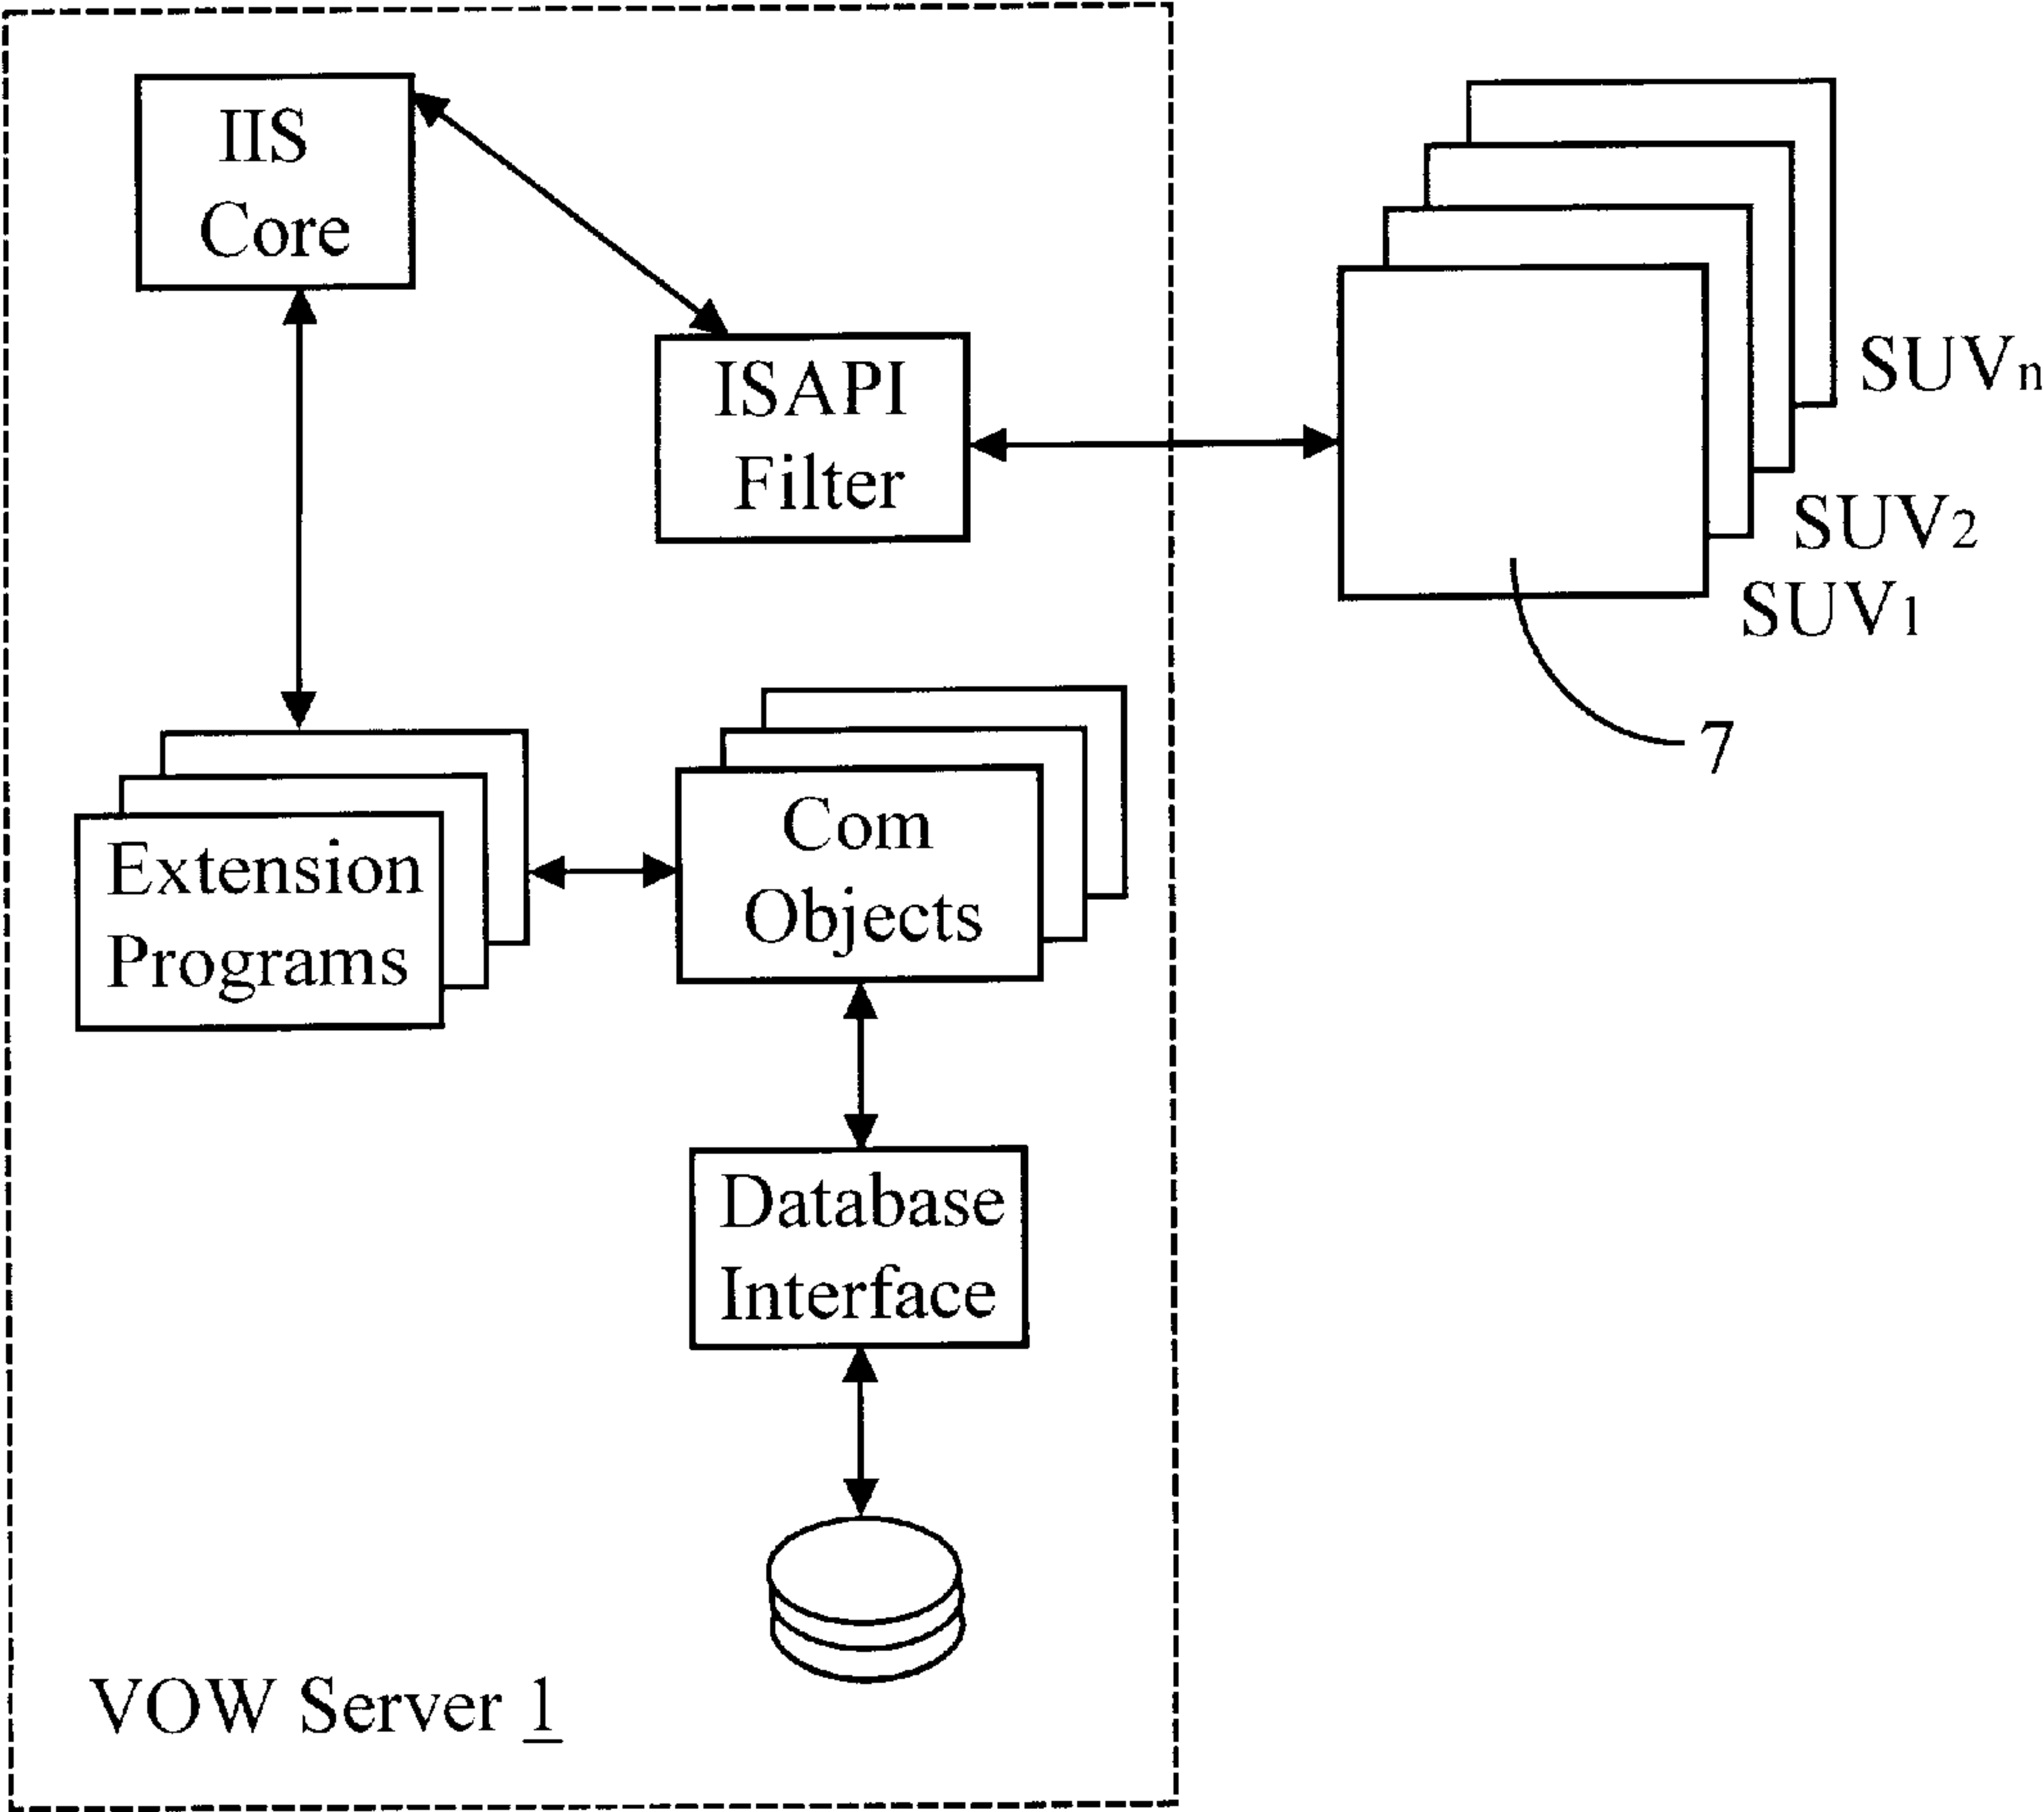 IIS
Core
ISAPI
Filter
SUVn
SUV2
SUV1
7
Extension
Programs
Com
Objects
Database
Interface
VOW Server 1